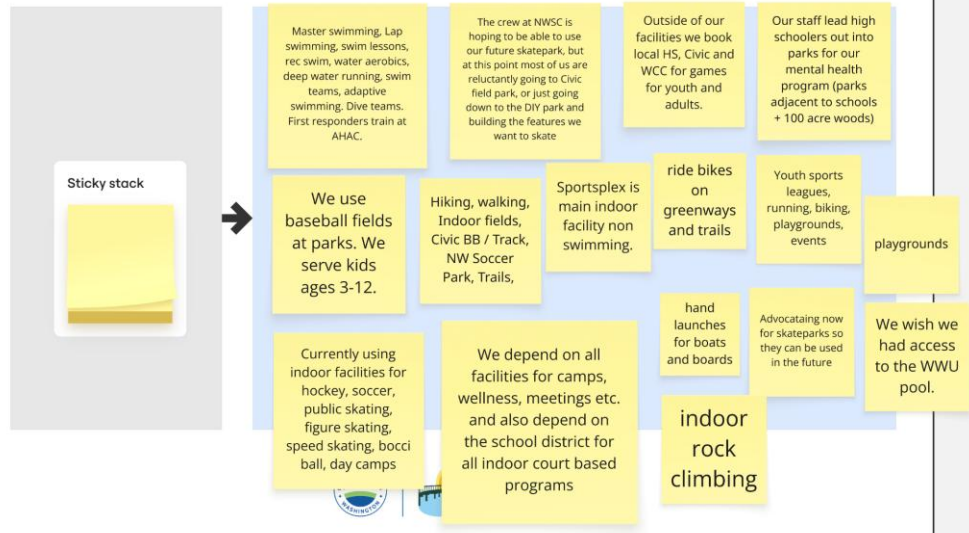 Sticky stack
Master swimming, Lap
swimming, swim lessons,
rec swim, water aerobics,
deep water running, swim
teams, adaptive
swimming. Dive teams.
First responders train at
AHAC.
The crew at NWSC is
hoping to be able to use
our future skatepark, but
at this point most of us are
reluctantly going to Civic
field park, or just going
down to the DIY park and
building the features we
want to skate
Outside of our
facilities we book
local HS, Civic and
WCC for games
for youth and
adults.
Our staff lead high
schoolers out into
parks for our
mental health
program (parks
adjacent to schools
+ 100 acre woods)
We use
baseball fields
at parks. We
serve kids
ages 3-12.
Hiking, walking,
Indoor fields,
Civic BB / Track,
NW Soccer
Park, Trails,
Sportsplex is
main indoor
facility non
swimming.
ride bikes
on
greenways
and trails
Youth sports
leagues,
running, biking,
playgrounds,
events
playgrounds
Currently using
indoor facilities for
hockey, soccer,
public skating,
figure skating,
speed skating, bocci
ball, day camps
We depend on all
facilities for camps,
wellness, meetings etc.
and also depend on
the school district for
all indoor court based
programs
hand
launches
for boats
and boards
Advocataing now
for skateparks so
they can be used
in the future
We wish we
had access
to the WWU
pool.
indoor
rock
climbing
WASHINGTON